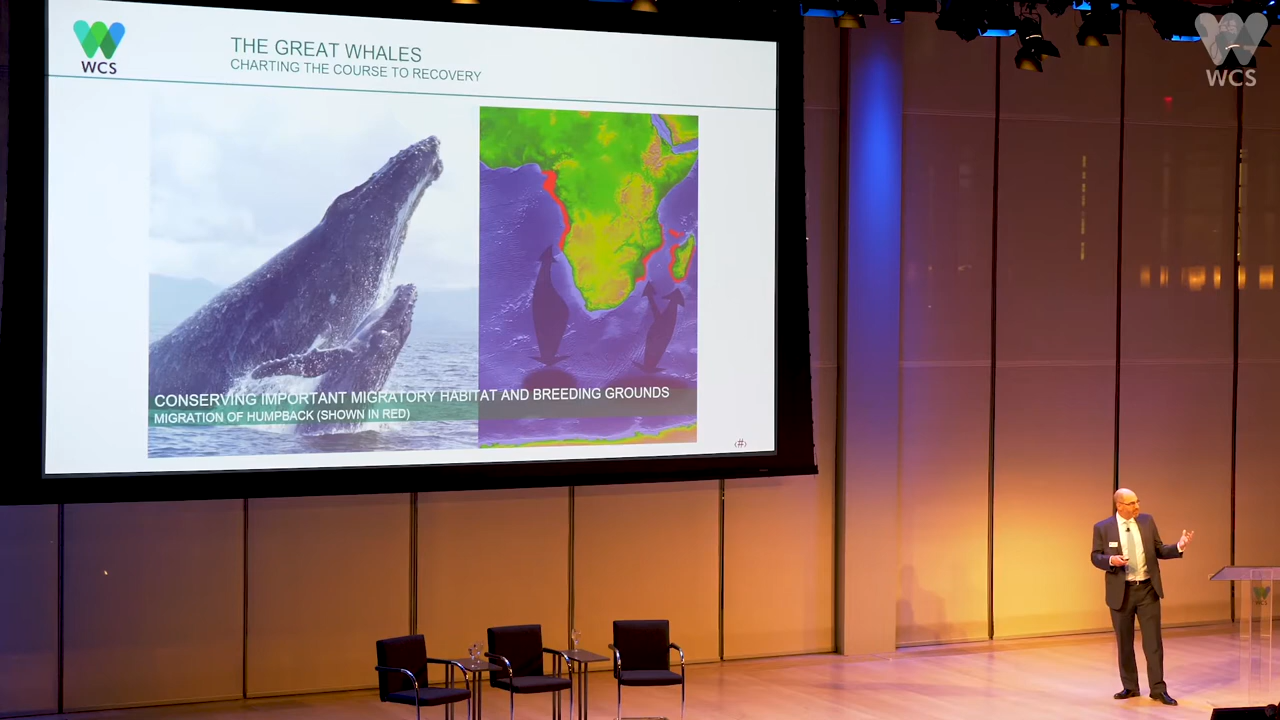 WCS
THE GREAT WHALES
CHARTING THE COURSE TO RECOVERY
CONSERVING IMPORTANT MIGRATORY HABITAT AND BREEDING GROUNDS
MIGRATION OF HUMPBACK (SHOWN IN RED)
(#)
WCS
WCS